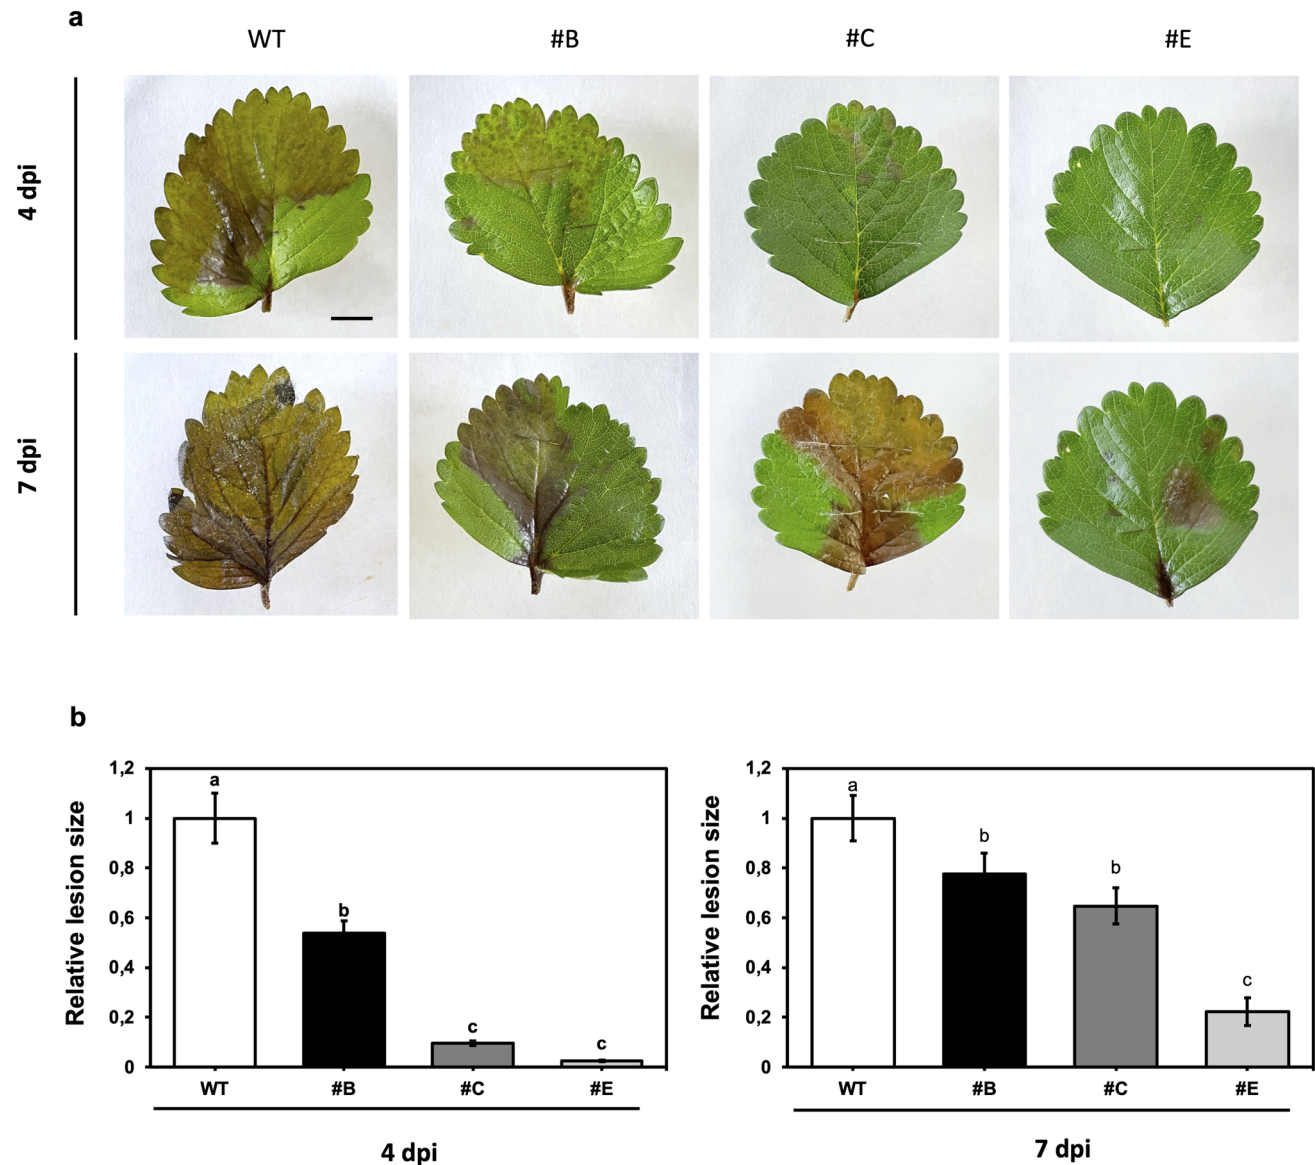 a
WT #B #C #E
4 dpi
7 dpi
b
Relative lesion size
1,2
1
0,8
0,6
0,4
0,2
0
a
b
c
c
WT #B #C #E
4 dpi
Relative lesion size
1,2
1
0,8
0,6
0,4
0,2
0
a
b
b
c
WT #B #C #E
7 dpi